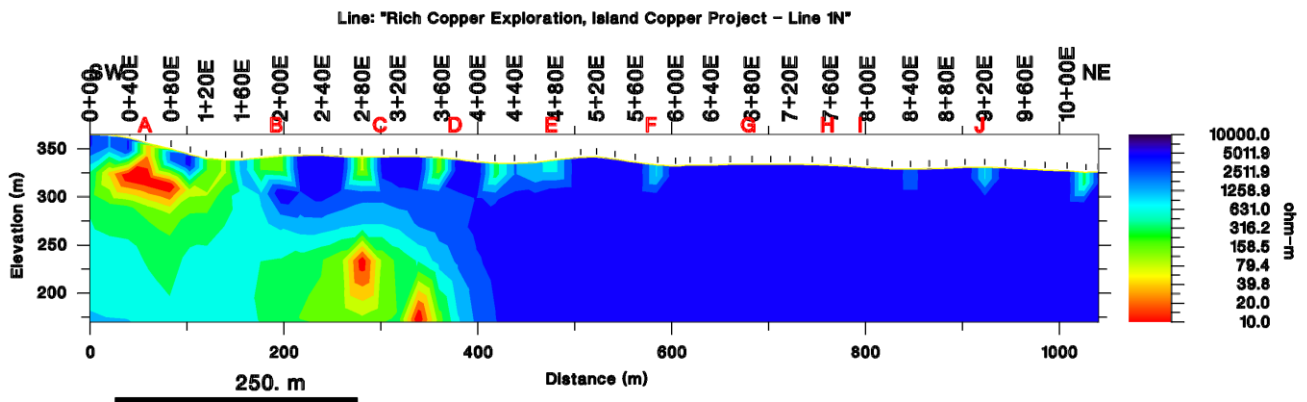 Line: "Rich Copper Exploration, Island Copper Project – Line 1N"
SW NE
0+00 0+40E 0+80E 1+20E 1+60E 2+00E 2+40E 2+80E 3+20E 3+60E 4+00E 4+40E 4+80E 5+20E 5+60E 6+00E 6+40E 6+80E 7+20E 7+60E 8+00E 8+40E 9+20E 9+60E 10+00E
A B C D E F G H I J
Elevation (m)
350
300
250
200
0 200 400 600 800 1000
Distance (m)
250. m
10000.0
5011.9
2511.9
1258.9
631.0
316.2
158.5
79.4
39.8
20.0
10.0
ohm-m